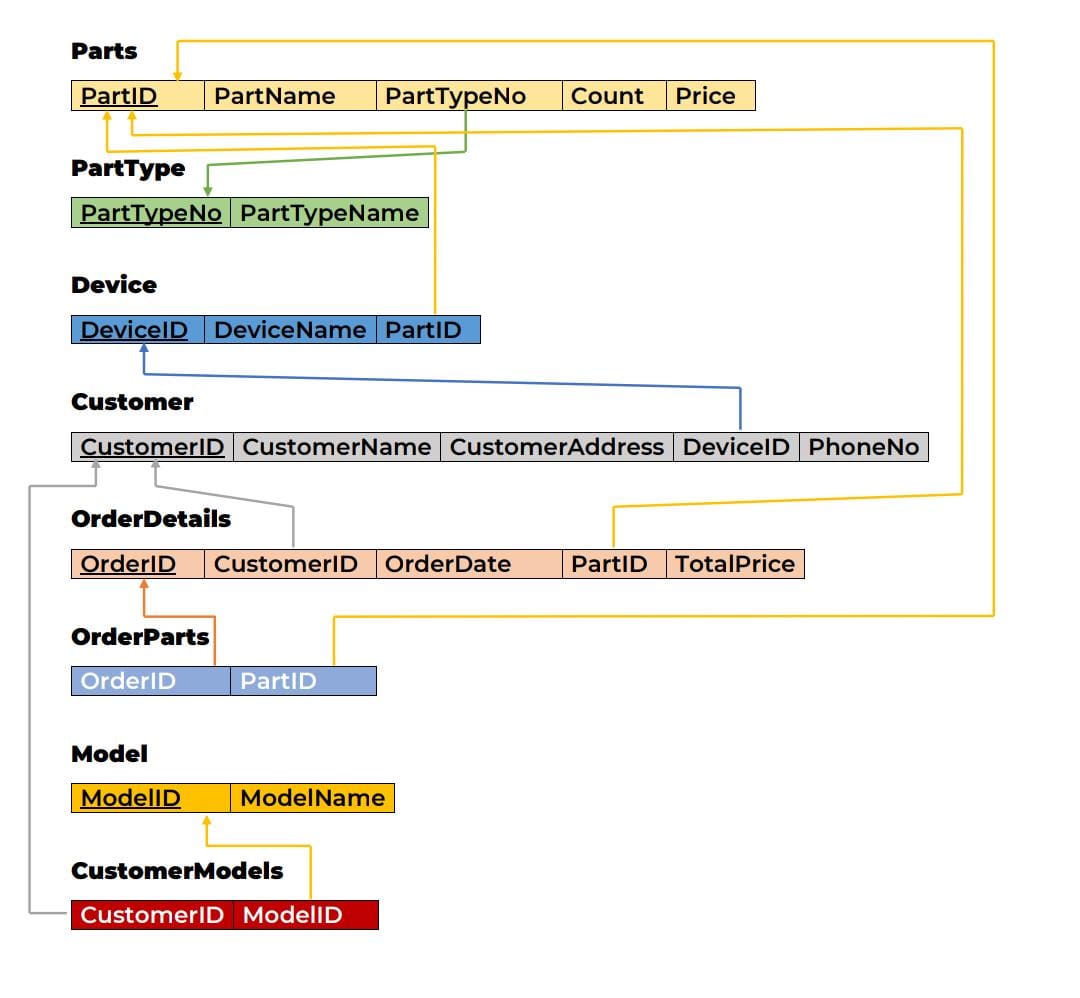 Parts
PartID PartName PartTypeNo Count Price
PartType
PartTypeNo PartTypeName
Device
DeviceID DeviceName PartID
Customer
CustomerID CustomerName CustomerAddress DeviceID PhoneNo
OrderDetails
OrderID CustomerID OrderDate PartID TotalPrice
OrderParts
OrderID PartID
Model
ModelID ModelName
CustomerModels
CustomerID ModelID